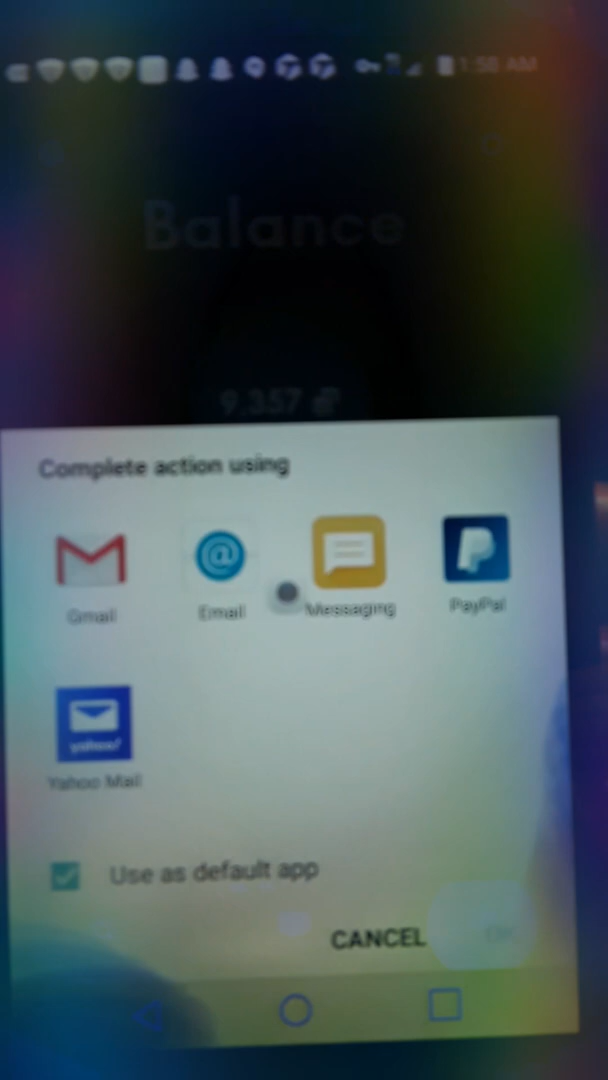 1:58 AM
Balance
9,357
Complete action using
Gmail
Email
Messaging
PayPal
yahoo!
Yahoo Mail
Use as default app
CANCEL
OK